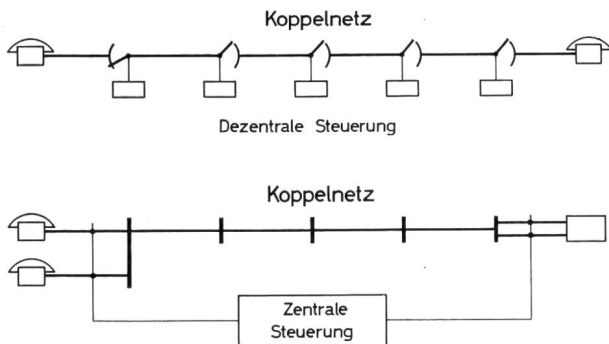 Koppelnetz
Dezentrale Steuerung
Koppelnetz
Zentrale
Steuerung